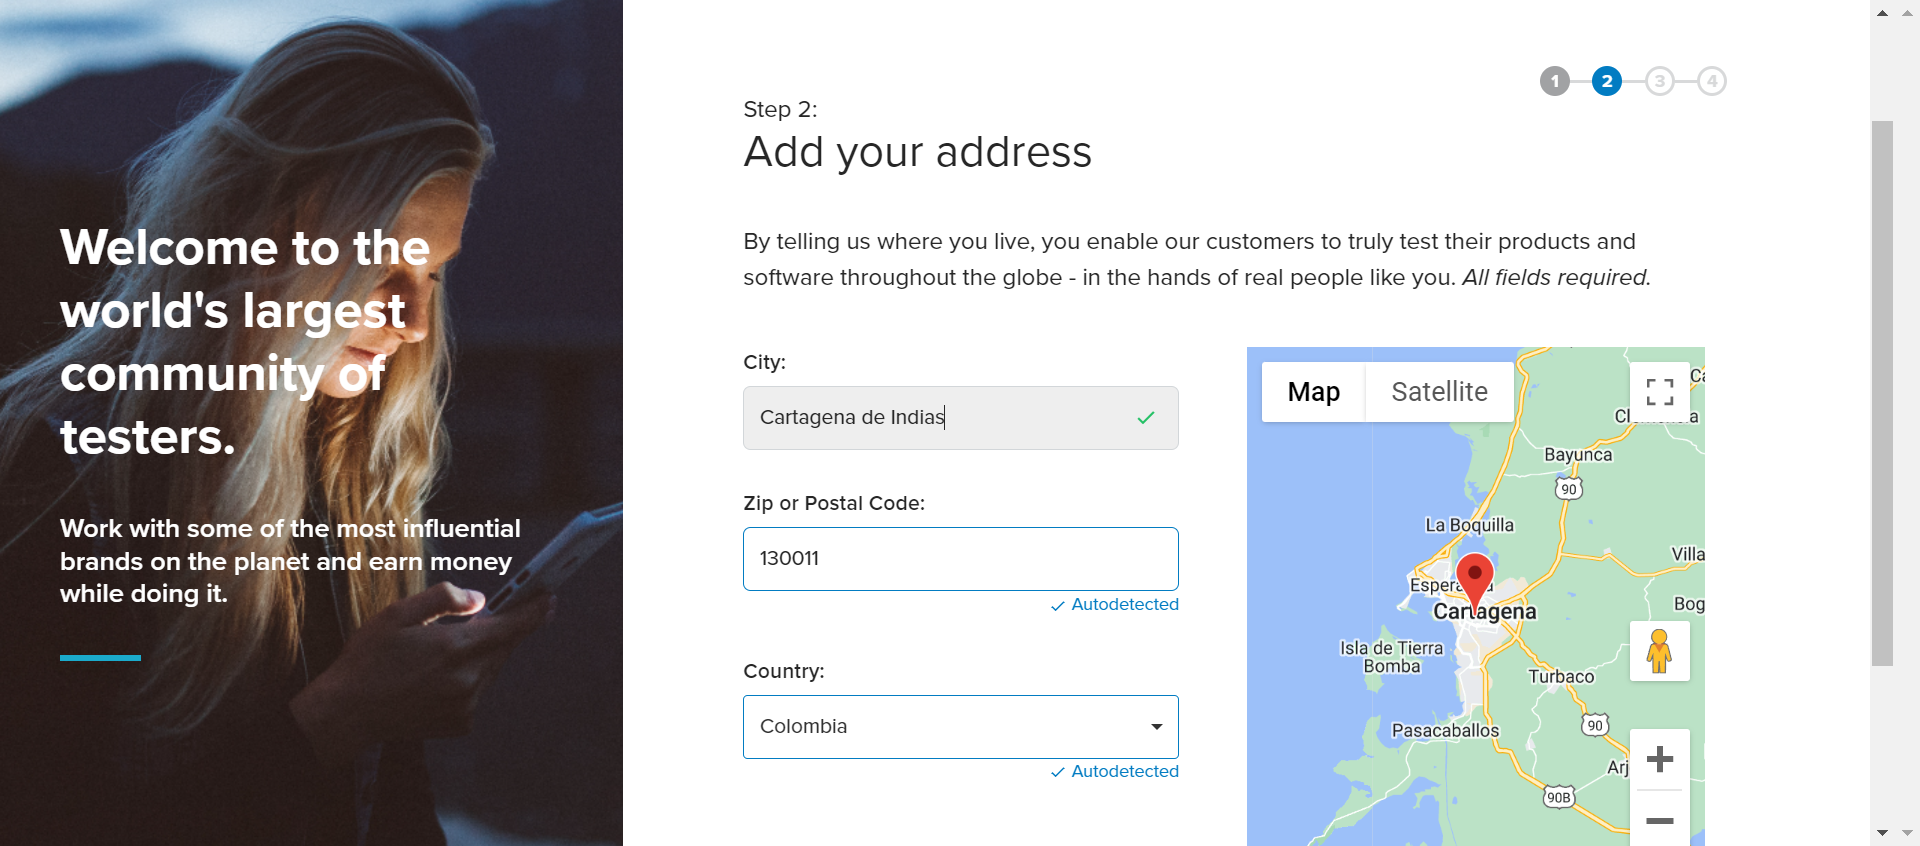 Welcome to the
world's largest
community of
testers.
Work with some of the most influential
brands on the planet and earn money
while doing it.
1
2
3
4
Step 2:
Add your address
By telling us where you live, you enable our customers to truly test their products and
software throughout the globe - in the hands of real people like you. All fields required.
City:
Cartagena de Indias
Zip or Postal Code:
130011
Autodetected
Country:
Colombia
Autodetected
Map
Satellite
Bayunca
90
La Boquilla
Villa
Cartagena
Bog
Isla de Tierra
Bomba
Turbaco
90
Pasacaballos
Arj
90B